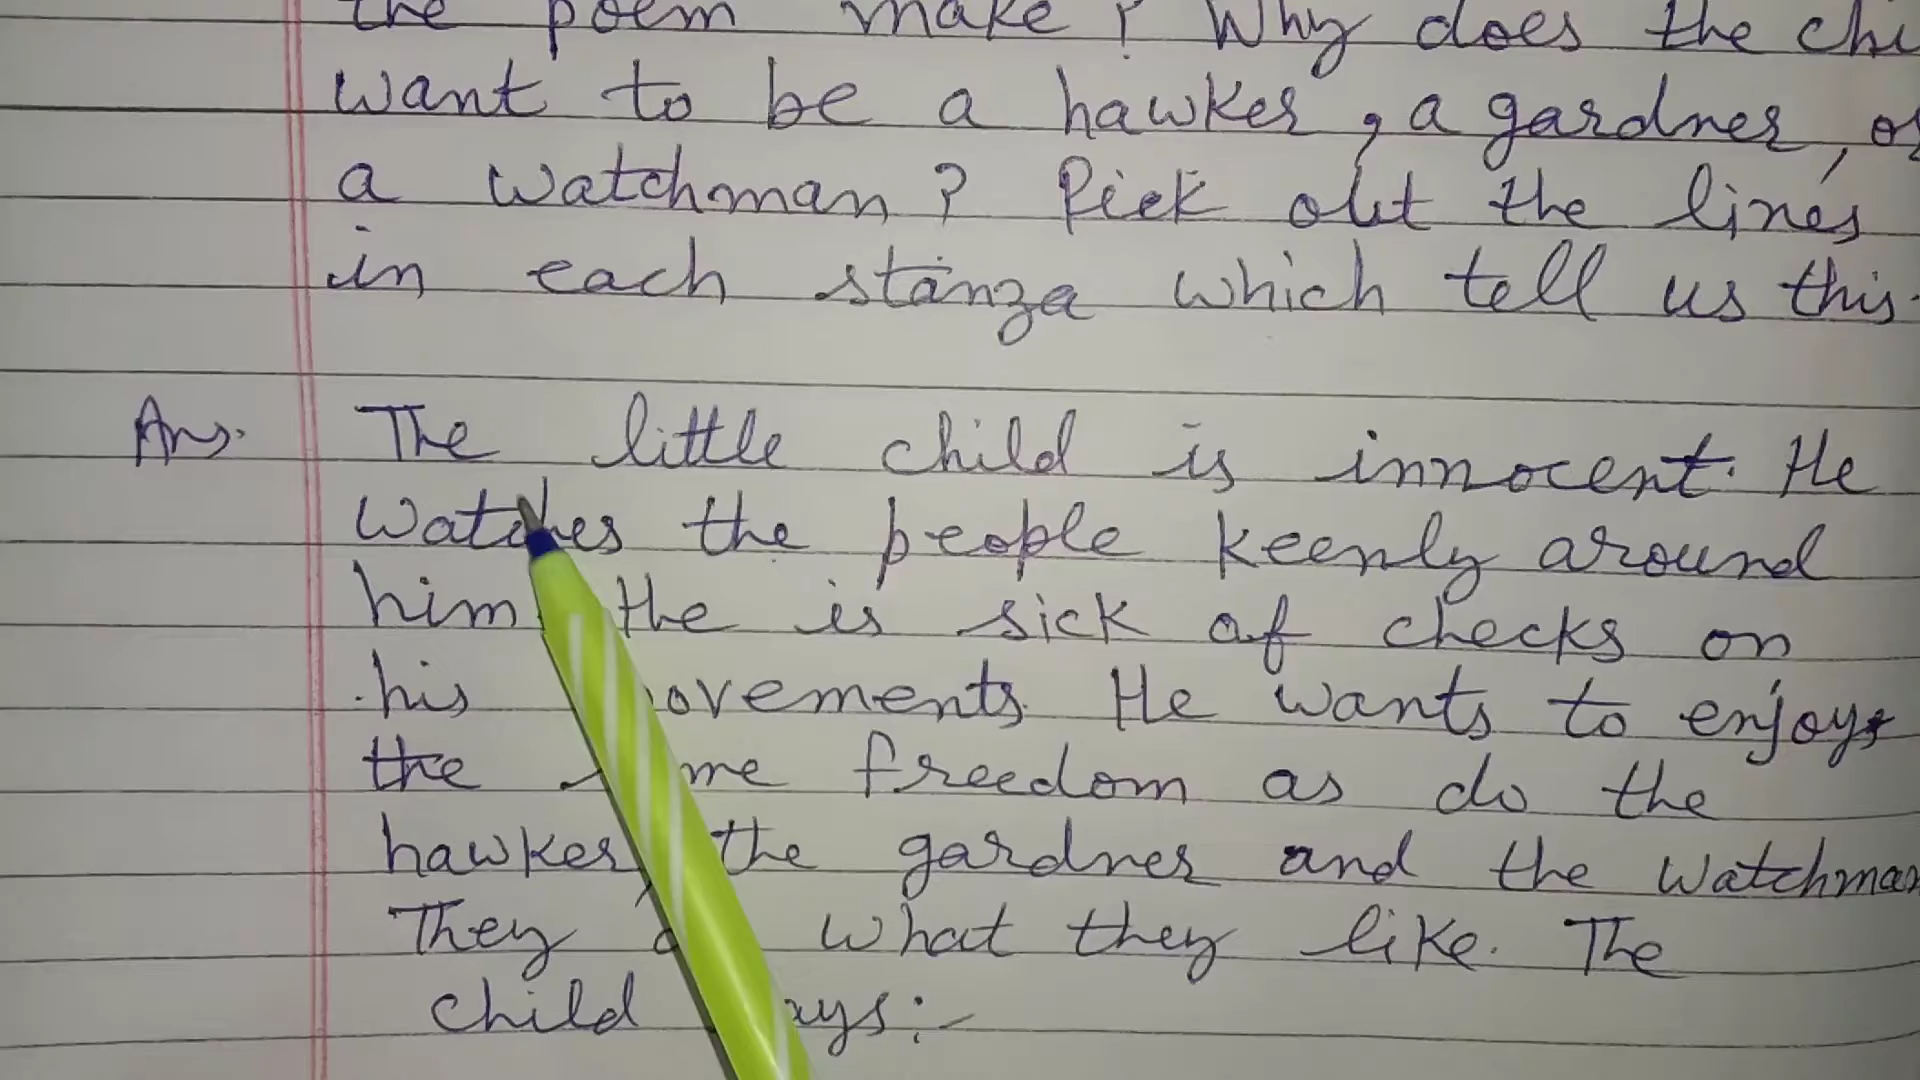 the poem make? Why does the chi
want to be a hawker, a gardner, or
a watchman? Pick out the lines
in each stanza which tell us this.
Ans. The little child is innocent. He
watches the people keenly around
him. He is sick of checks on
his movements. He wants to enjoy
the same freedom as do the
hawker, the gardner and the watchman
They what they like. The
child says:-